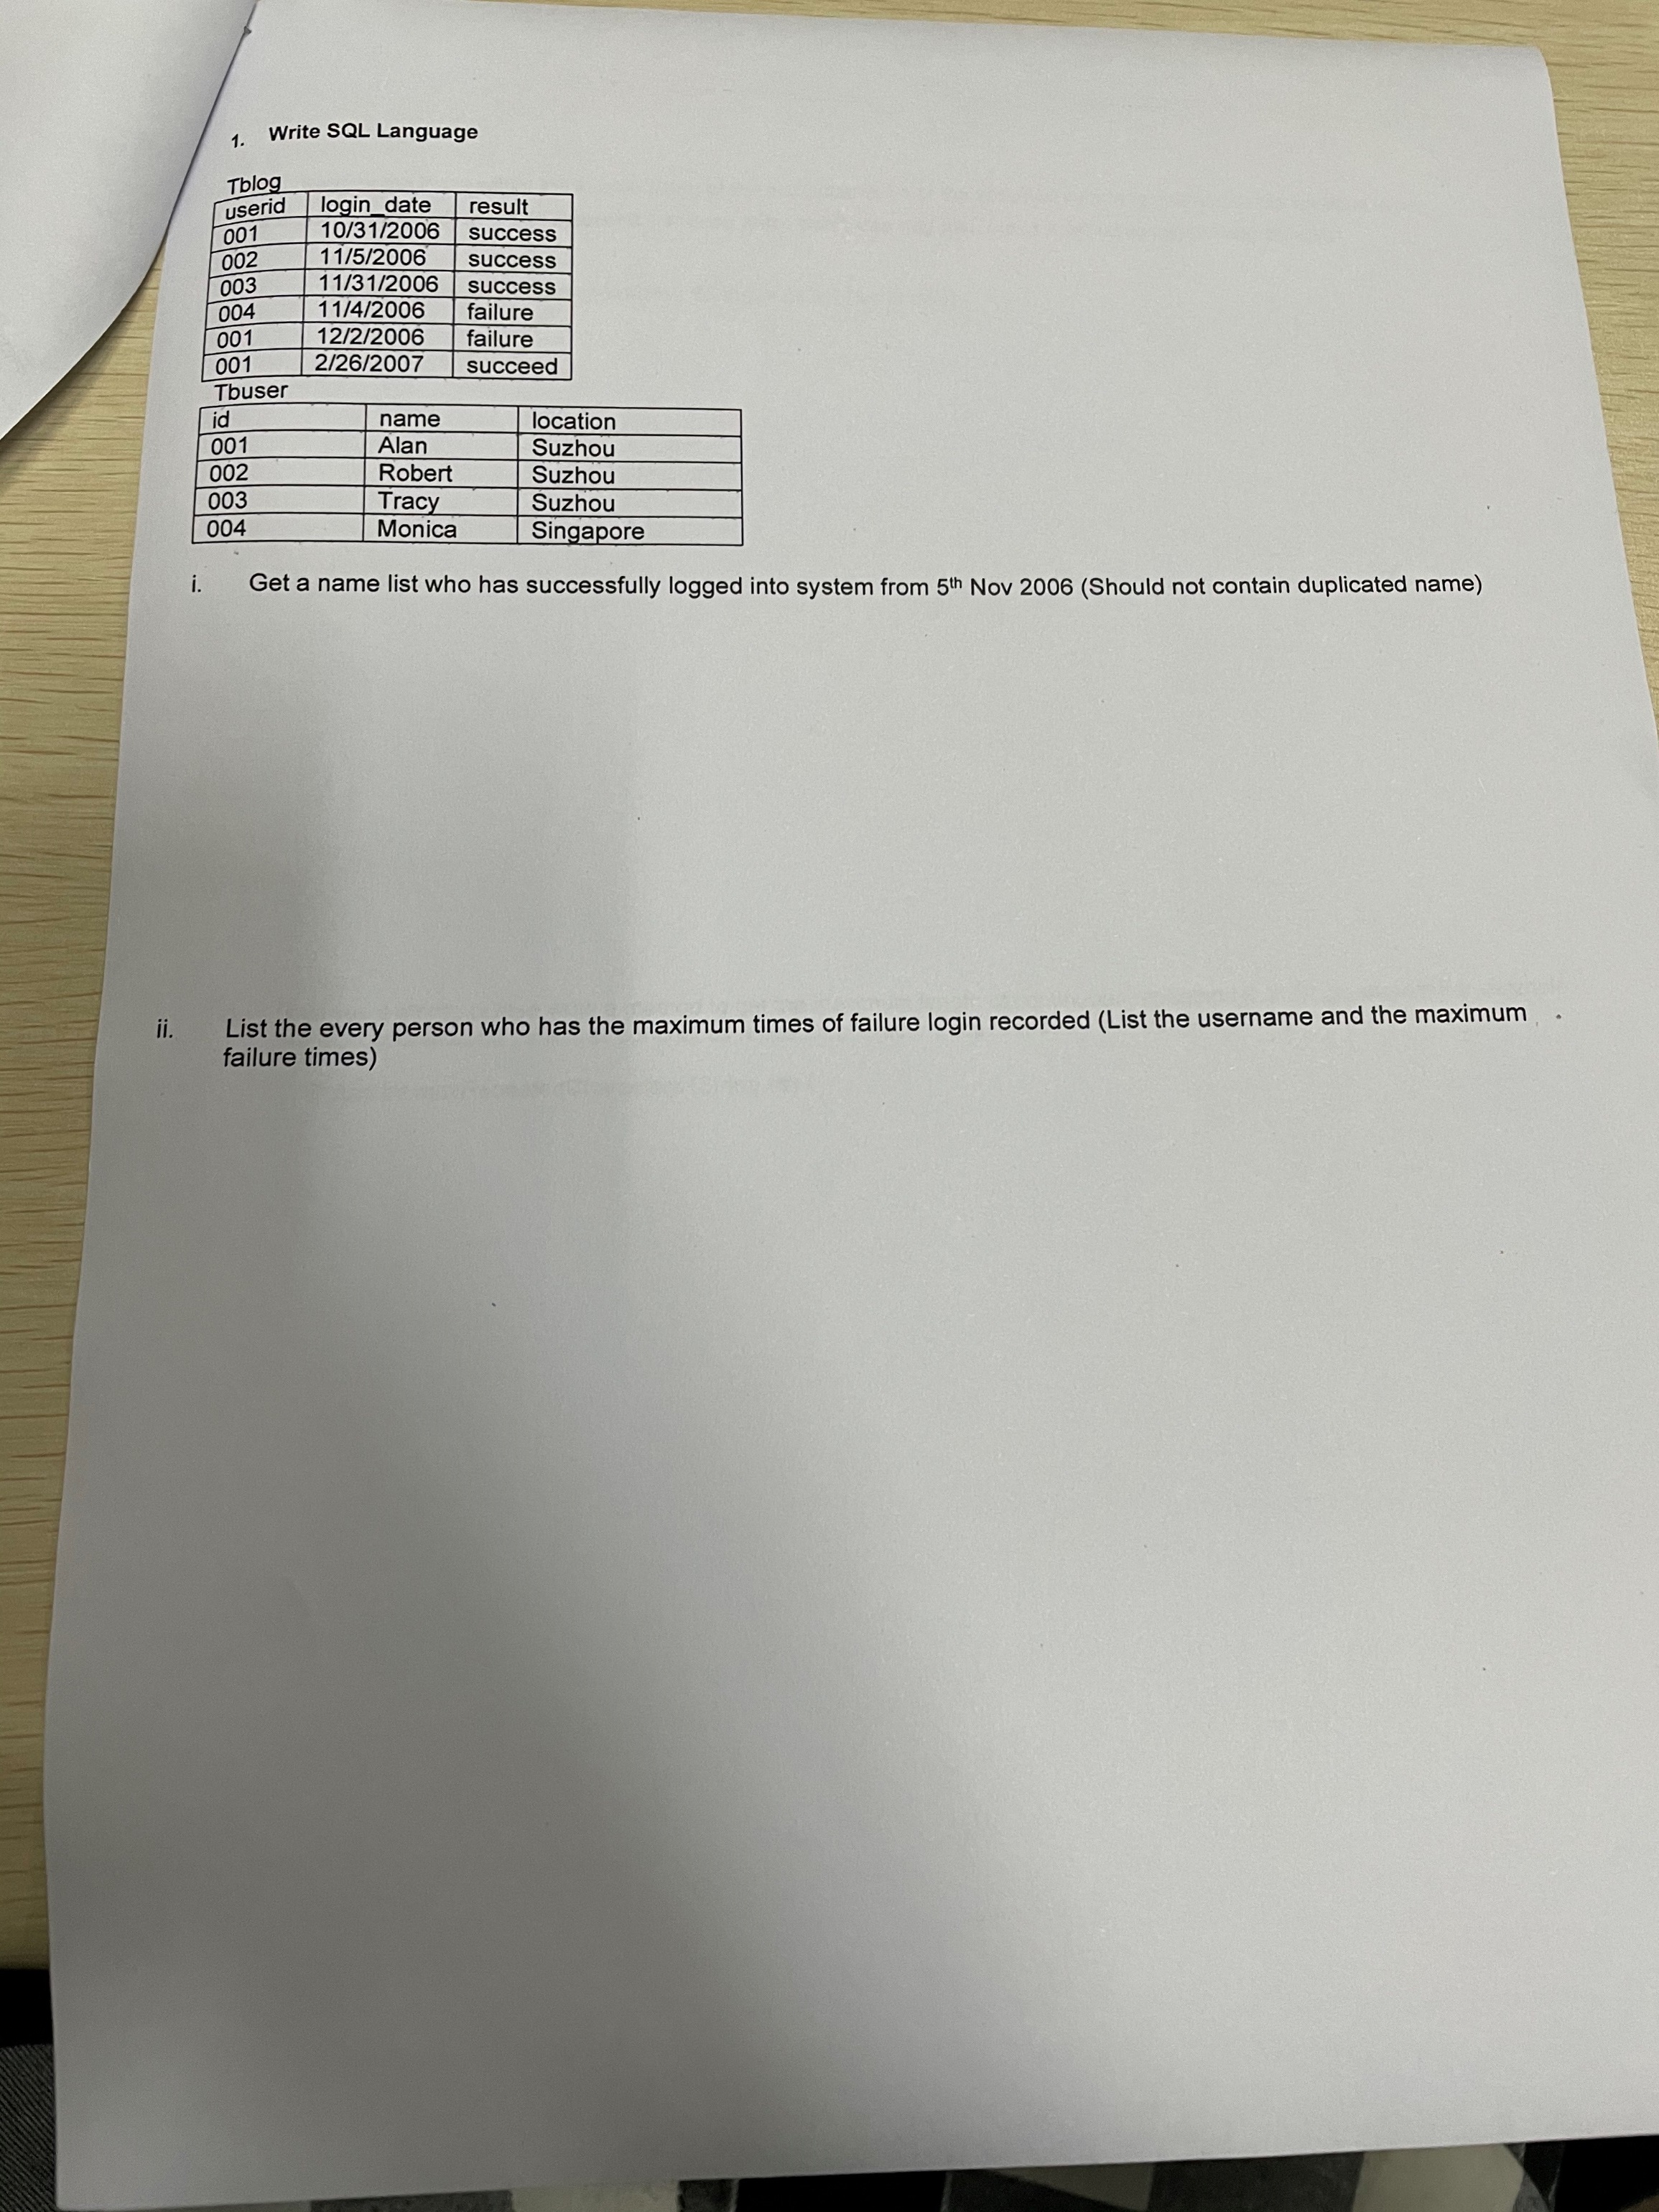 1. Write SQL Language
Tblog
userid login_date result
001 10/31/2006 success
002 11/5/2006 success
003 11/31/2006 success
004 11/4/2006 failure
001 12/2/2006 failure
001 2/26/2007 succeed
Tbuser
id name location
001 Alan Suzhou
002 Robert Suzhou
003 Tracy Suzhou
004 Monica Singapore
i. Get a name list who has successfully logged into system from 5th Nov 2006 (Should not contain duplicated name)
ii. List the every person who has the maximum times of failure login recorded (List the username and the maximum
failure times)